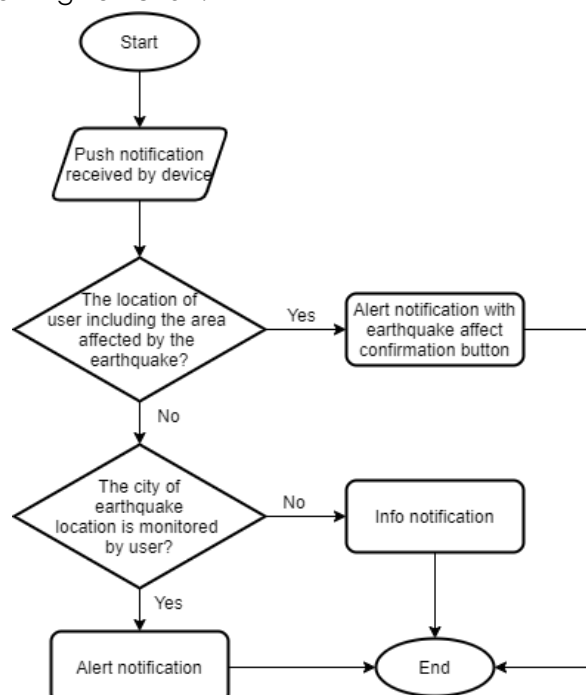 Start
Push notification
received by device
The location of
user including the area
affected by the
earthquake?
Yes
Alert notification with
earthquake affect
confirmation button
No
The city of
earthquake
location is monitored
by user?
No
Info notification
Yes
Alert notification
End